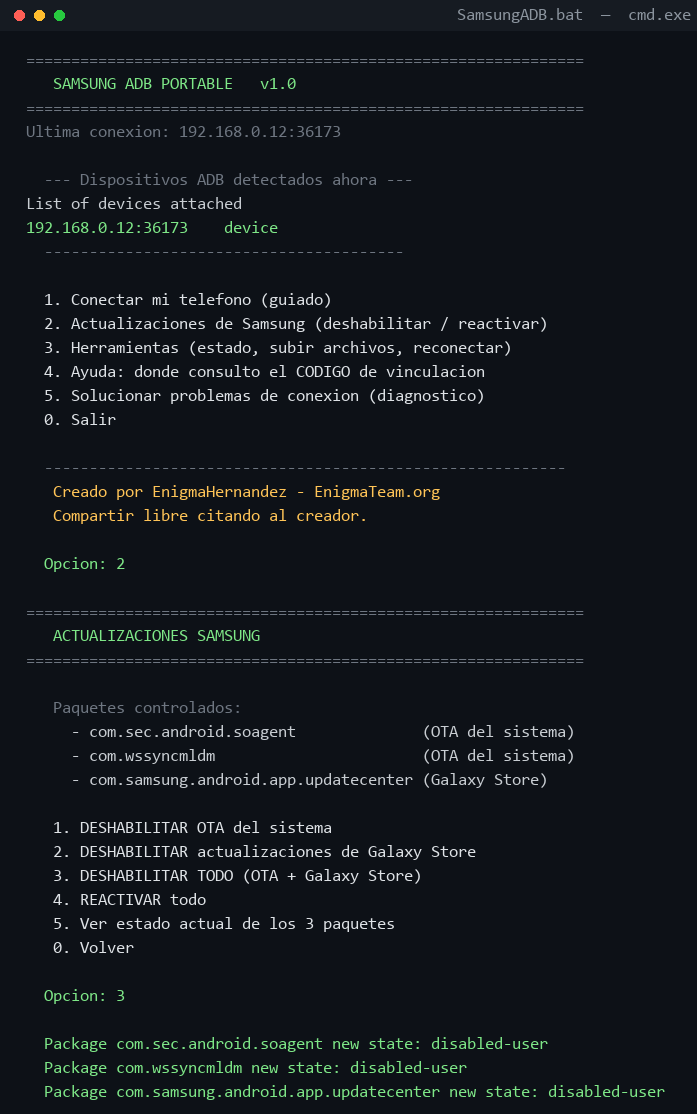 SamsungADB.bat — cmd.exe
==============================================================
SAMSUNG ADB PORTABLE v1.0
==============================================================
Ultima conexion: 192.168.0.12:36173
--- Dispositivos ADB detectados ahora ---
List of devices attached
192.168.0.12:36173 device
----------------------------------------
1. Conectar mi telefono (guiado)
2. Actualizaciones de Samsung (deshabilitar / reactivar)
3. Herramientas (estado, subir archivos, reconectar)
4. Ayuda: donde consulto el CODIGO de vinculacion
5. Solucionar problemas de conexion (diagnostico)
0. Salir
----------------------------------------------------------
Creado por EnigmaHernandez - EnigmaTeam.org
Compartir libre citando al creador.
Opcion: 2
==============================================================
ACTUALIZACIONES SAMSUNG
==============================================================
Paquetes controlados:
- com.sec.android.soagent (OTA del sistema)
- com.wssyncmldm (OTA del sistema)
- com.samsung.android.app.updatecenter (Galaxy Store)
1. DESHABILITAR OTA del sistema
2. DESHABILITAR actualizaciones de Galaxy Store
3. DESHABILITAR TODO (OTA + Galaxy Store)
4. REACTIVAR todo
5. Ver estado actual de los 3 paquetes
0. Volver
Opcion: 3
Package com.sec.android.soagent new state: disabled-user
Package com.wssyncmldm new state: disabled-user
Package com.samsung.android.app.updatecenter new state: disabled-user